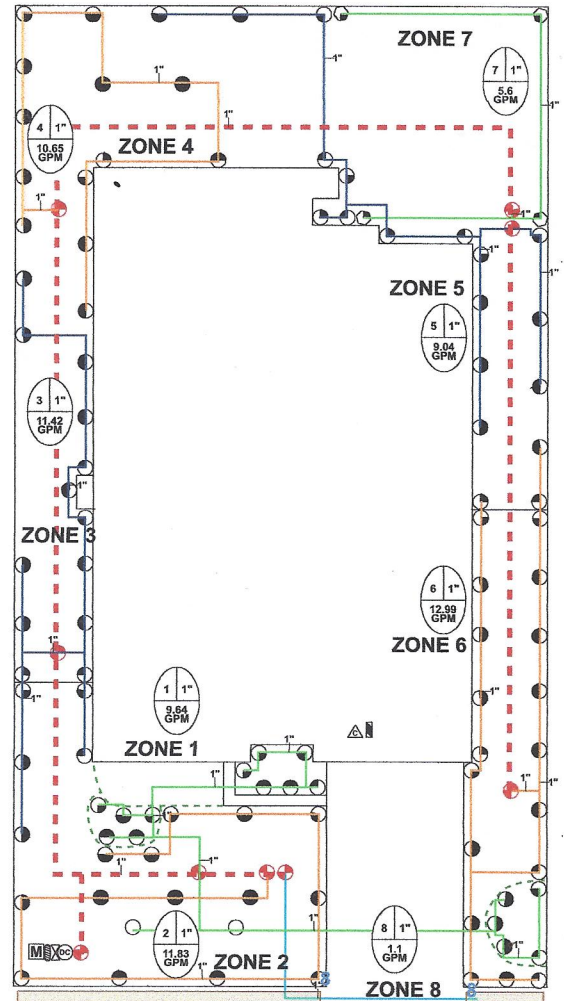 ZONE 7
1"
7 1"
5.6
GPM
1"
1"
1"
4 1"
10.65
GPM
ZONE 4
1"
1"
1"
1"
ZONE 5
5 1"
9.04
GPM
3 1"
11.42
GPM
1"
ZONE 3
6 1"
12.99
GPM
ZONE 6
1"
1"
1 1"
9.64
GPM
C
ZONE 1
1"
1"
1"
1"
1"
1"
2 1"
11.83
GPM
1"
8 1"
1.1
GPM
1"
M DC
ZONE 2
1"
S
S
ZONE 8